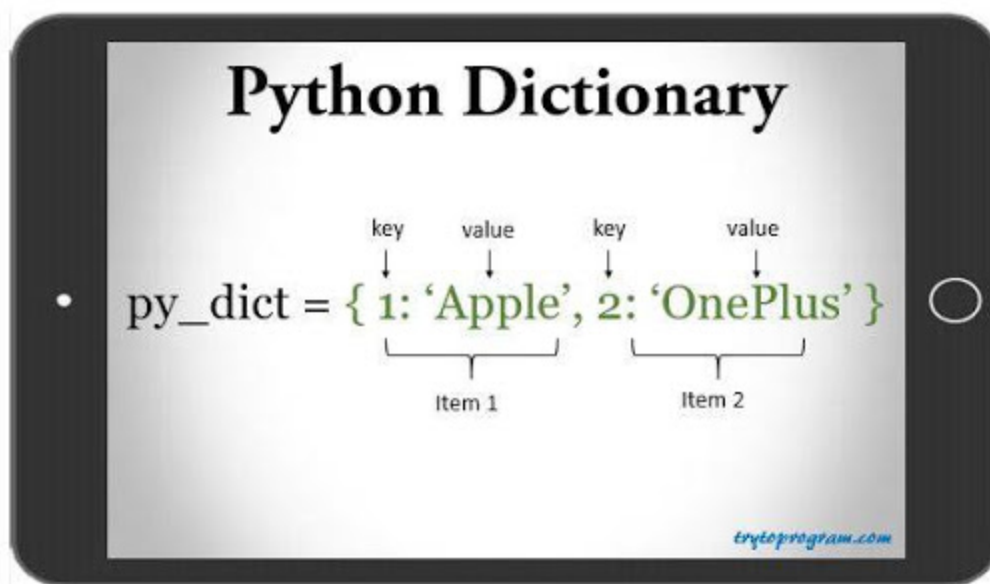 Python Dictionary
key value key value
py_dict = { 1: ‘Apple’, 2: ‘OnePlus’ }
Item 1 Item 2
trytoprogram.com